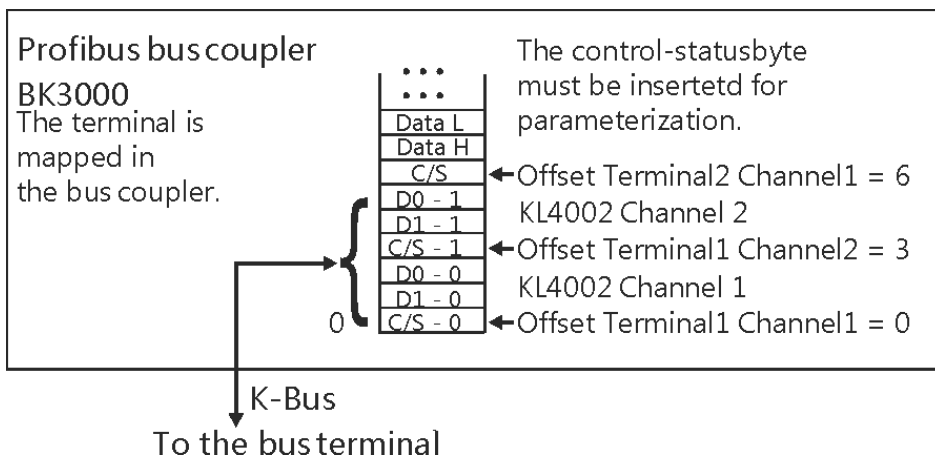 Profibus bus coupler
BK3000
The terminal is
mapped in
the bus coupler.
The control-statusbyte
must be insertetd for
parameterization.
Data L
Data H
C/S
D0 - 1
D1 - 1
C/S - 1
D0 - 0
D1 - 0
C/S - 0
0
Offset Terminal2 Channel1 = 6
KL4002 Channel 2
Offset Terminal1 Channel2 = 3
KL4002 Channel 1
Offset Terminal1 Channel1 = 0
K-Bus
To the bus terminal